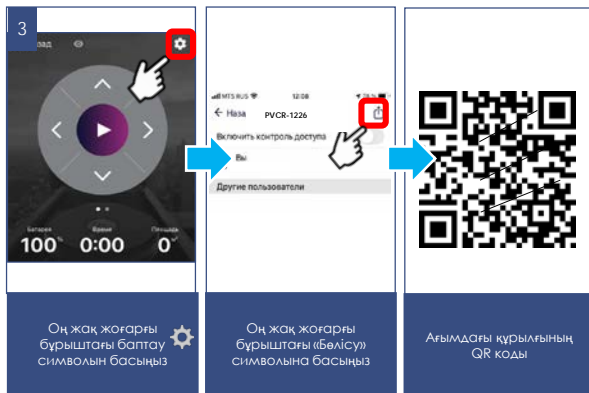 3
зад
100%
Батарея
0:00
Время
0
Площадь
Оң жақ жоғарғы
бұрыштағы баптау
символын басыңыз
MTS RUS 12:08
Наза PVCR-1226
Включить контроль доступа
Вы
Другие пользователи
Оң жақ жоғарғы
бұрыштағы «Бөлісу»
символына басыңыз
Ағымдағы құрылғының
QR коды